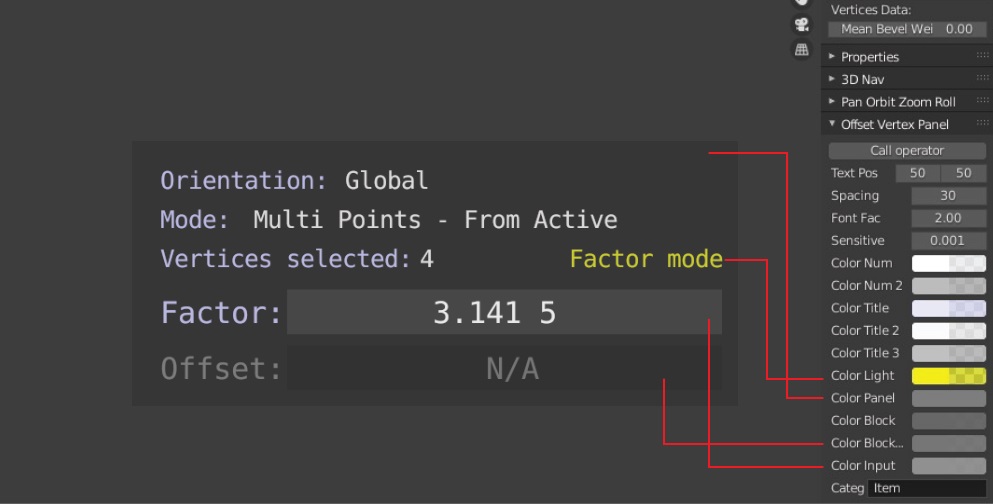 Vertices Data:
Mean Bevel Wei 0.00
Properties
3D Nav
Pan Orbit Zoom Roll
Offset Vertex Panel
Call operator
Text Pos 50 50
Spacing 30
Font Fac 2.00
Sensitive 0.001
Color Num
Color Num 2
Color Title
Color Title 2
Color Title 3
Color Light
Color Panel
Color Block
Color Block...
Color Input
Categ Item
Orientation: Global
Mode: Multi Points - From Active
Vertices selected: 4 Factor mode
Factor: 3.141 5
Offset: N/A